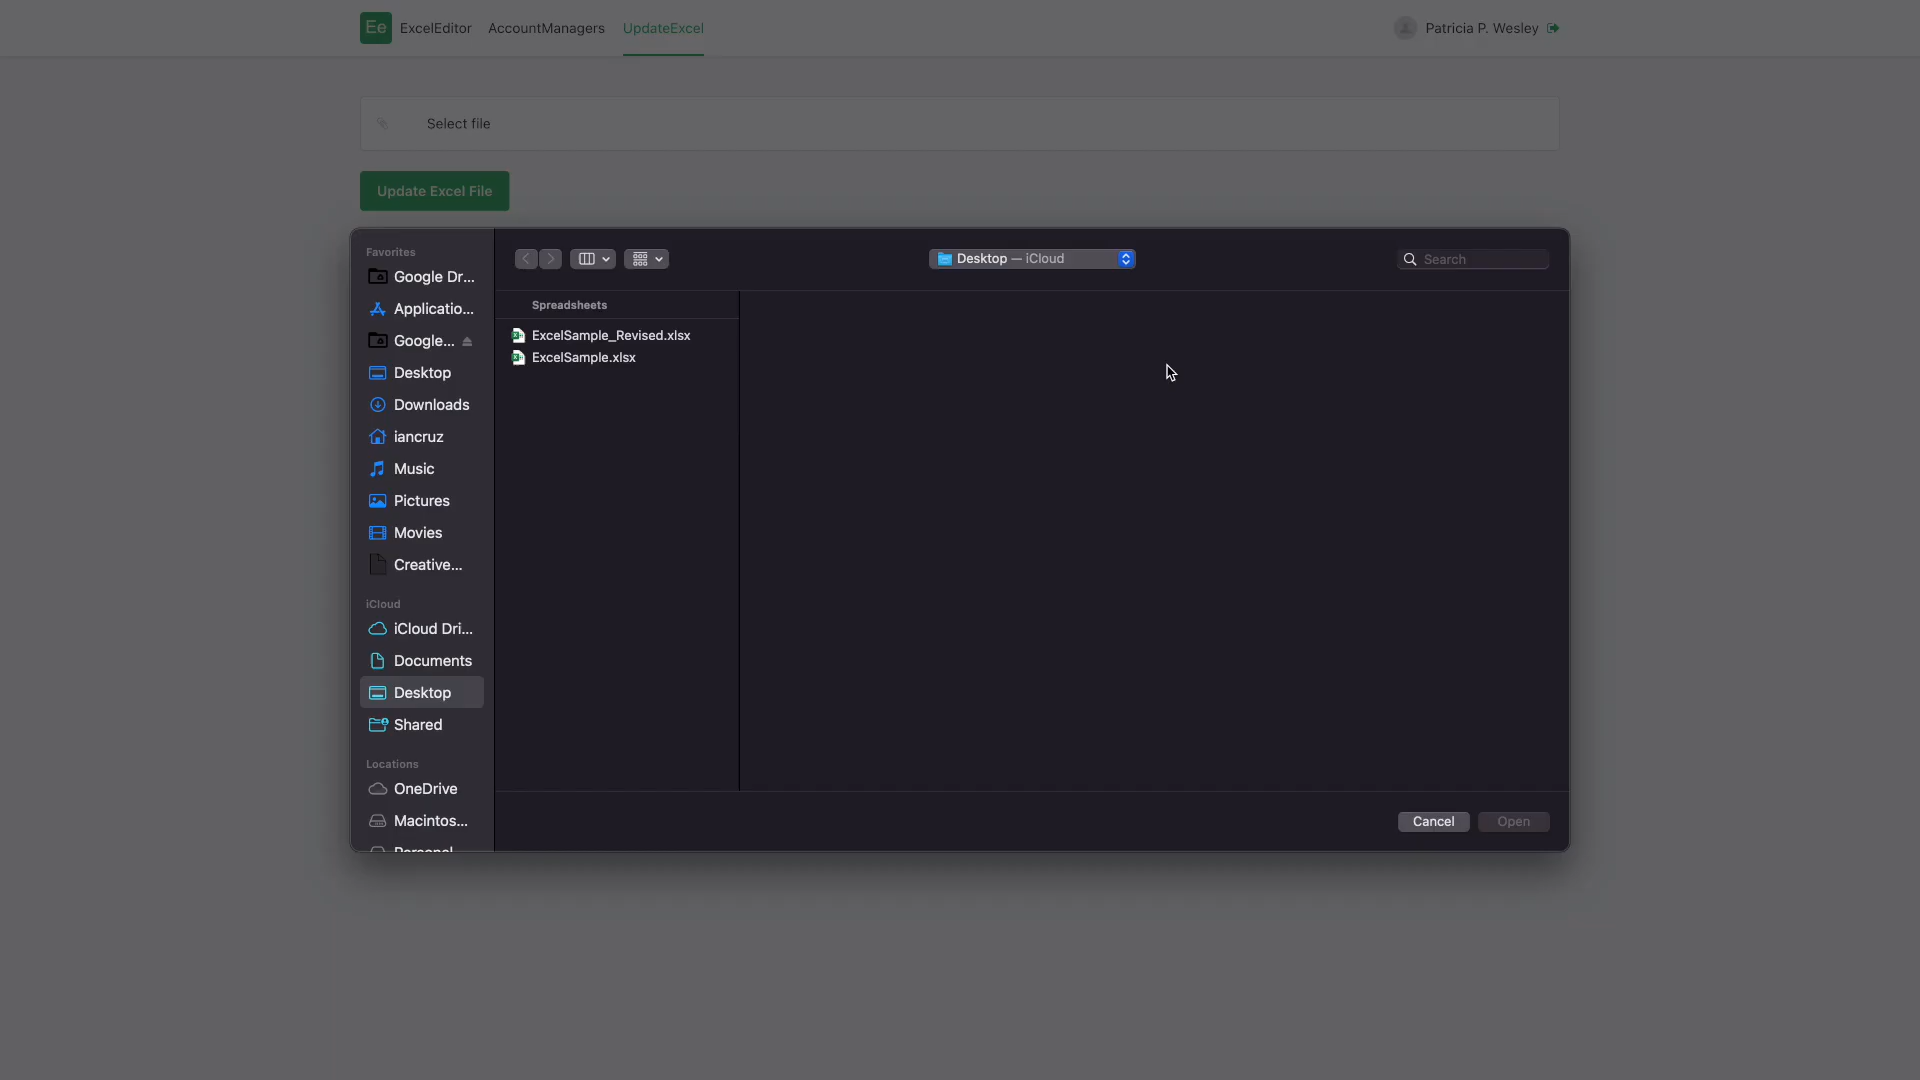 Ee ExcelEditor AccountManagers UpdateExcel Patricia P. Wesley
Select file
Update Excel File
Favorites
Google Dr...
Applicatio...
Google...
Desktop
Downloads
iancruz
Music
Pictures
Movies
Creative...
iCloud
iCloud Dri...
Documents
Desktop
Shared
Locations
OneDrive
Macintos...
Personal
Desktop — iCloud
Search
Spreadsheets
ExcelSample_Revised.xlsx
ExcelSample.xlsx
Cancel Open